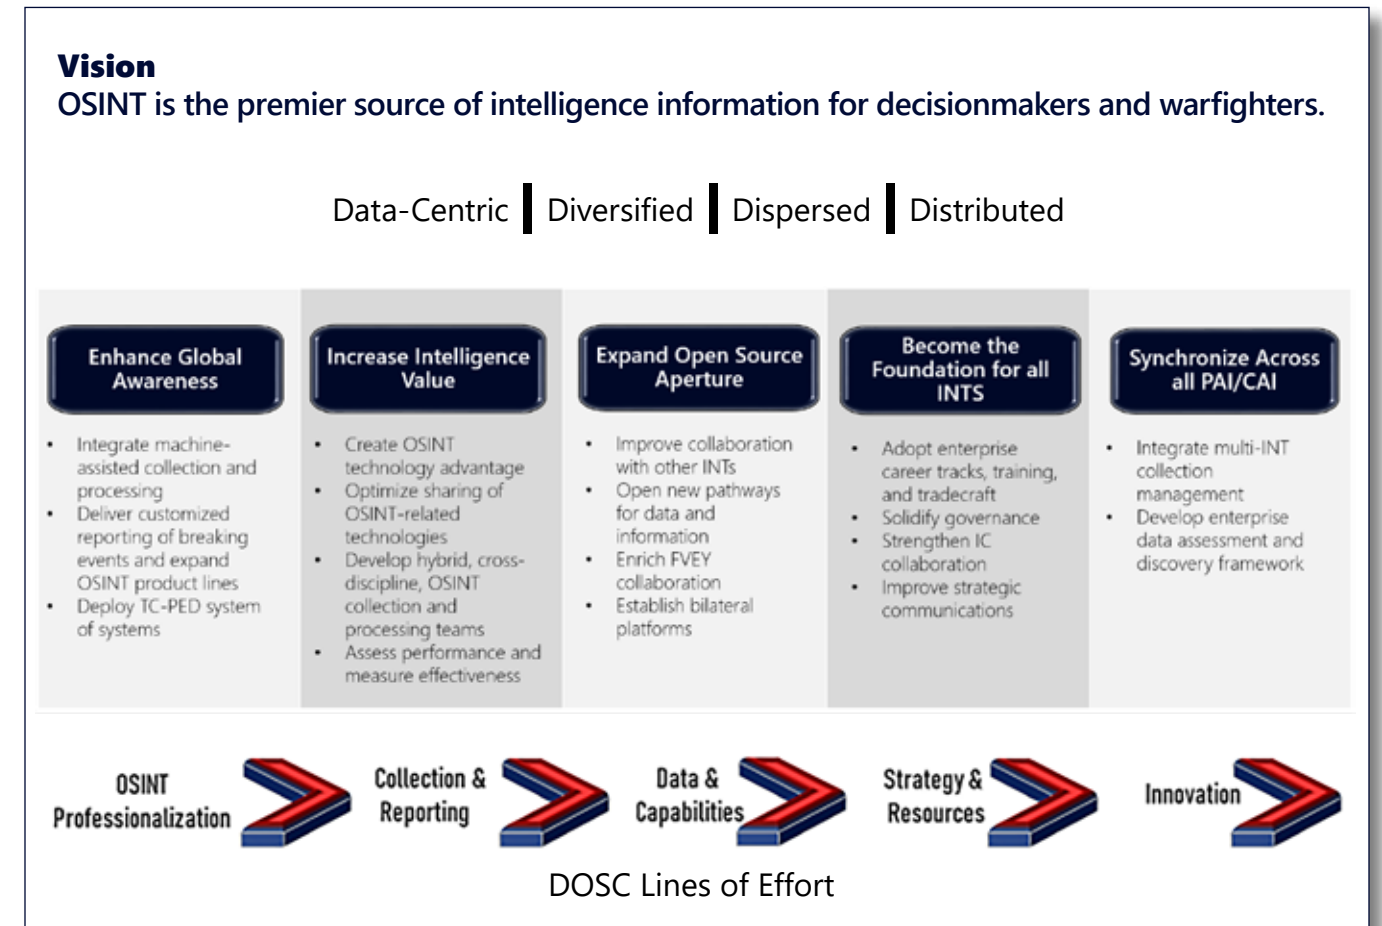 Vision
OSINT is the premier source of intelligence information for decisionmakers and warfighters.
Data-Centric | Diversified | Dispersed | Distributed
Enhance Global
Awareness
• Integrate machine-
assisted collection and
processing
• Deliver customized
reporting of breaking
events and expand
OSINT product lines
• Deploy TC-PED system
of systems
Increase Intelligence
Value
• Create OSINT
technology advantage
• Optimize sharing of
OSINT-related
technologies
• Develop hybrid, cross-
discipline, OSINT
collection and
processing teams
• Assess performance and
measure effectiveness
Expand Open Source
Aperture
• Improve collaboration
with other INTs
• Open new pathways
for data and
information
• Enrich FVEY
collaboration
• Establish bilateral
platforms
Become the
Foundation for all
INTS
• Adopt enterprise
career tracks, training,
and tradecraft
• Solidify governance
• Strengthen IC
collaboration
• Improve strategic
communications
Synchronize Across
all PAI/CAI
• Integrate multi-INT
collection
management
• Develop enterprise
data assessment and
discovery framework
OSINT
Professionalization
Collection &
Reporting
Data &
Capabilities
Strategy &
Resources
Innovation
DOSC Lines of Effort